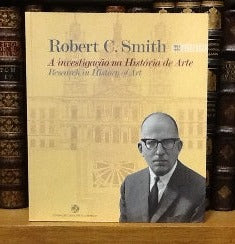 Robert C. Smith
A investigação na História de Arte
Research in History of Art